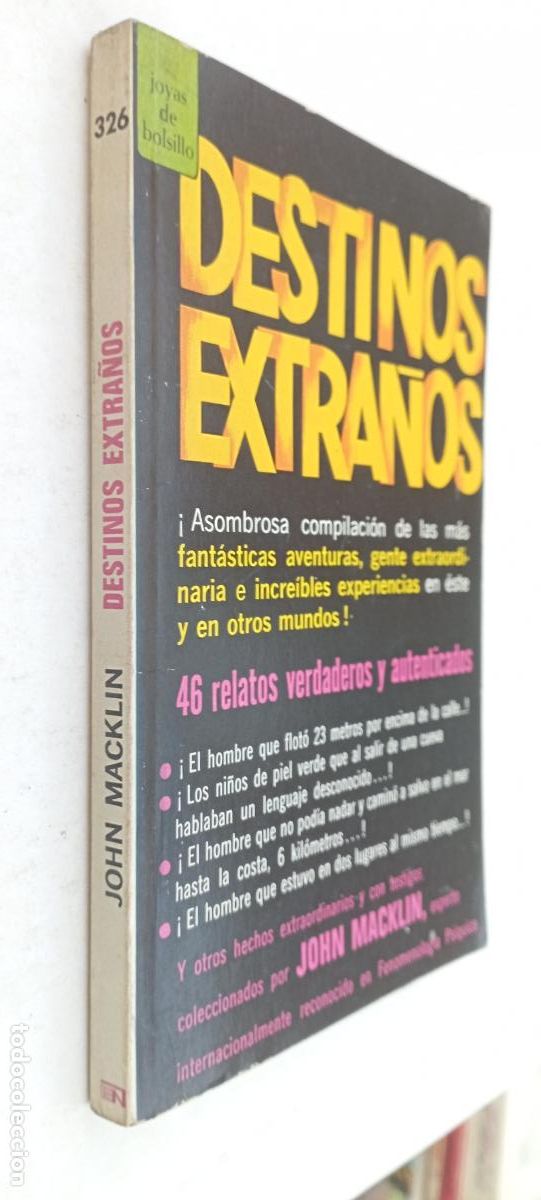 326
JOHN MACKLIN DESTINOS EXTRAÑOS
joyas
de
bolsillo
DESTINOS
EXTRAÑOS
¡Asombrosa compilación de las más
fantásticas aventuras, gente extraordi-
naria e increíbles experiencias en éste
y en otros mundos!
46 relatos verdaderos y autenticados
¡El hombre que flotó 23 metros por encima de la calle..!
¡Los niños de piel verde que al salir de una cueva
hablaban un lenguaje desconocido...!
¡El hombre que no podía nadar y caminó a salvo en el mar
hasta la costa, 6 kilómetros...!
¡El hombre que estuvo en dos lugares al mismo tiempo..!
Y otros hechos extraordinarios y con testigos
coleccionados por JOHN MACKLIN, experto
internacionalmente reconocido en Fenomenología Psíquica
todocoleccion